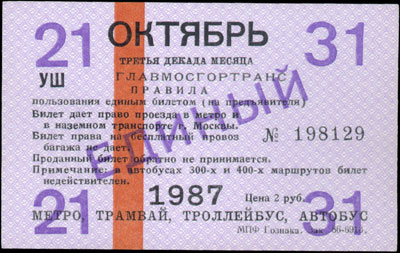 21 ОКТЯБРЬ 31
ТРЕТЬЯ ДЕКАДА МЕСЯЦА
УШ ГЛАВМОСГОРТРАНС
ПРАВИЛА
пользования единым билетом (на предъявителя)
Билет дает право проезда в метро и
в наземном транспорте г. Москвы.
Билет права на бесплатный провоз
багажа не дает. № 198129
Проданный билет обратно не принимается.
Примечание. В автобусах 300-х и 400-х маршрутов билет
недействителен.
ЕДИНЫЙ
21 1987 Цена 2 руб. 31
МЕТРО, ТРАМВАЙ, ТРОЛЛЕЙБУС, АВТОБУС
МПФ Гознака. Зак.